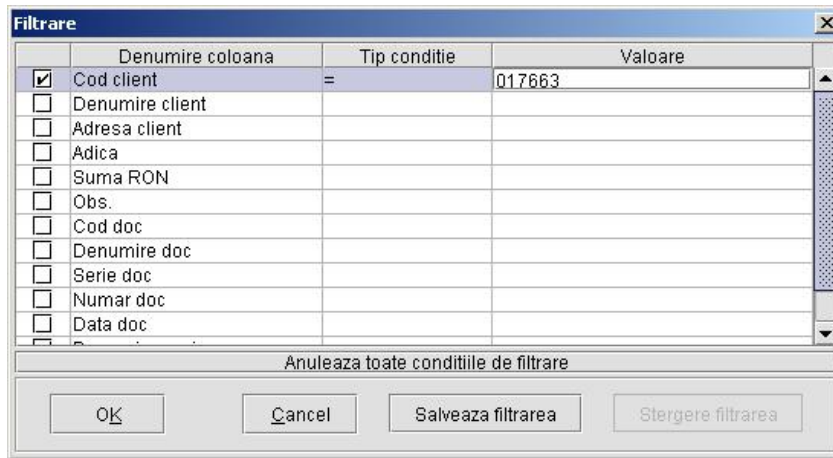 Filtrare
Denumire coloana Tip conditie Valoare
Cod client = 017663
Denumire client
Adresa client
Adica
Suma RON
Obs.
Cod doc
Denumire doc
Serie doc
Numar doc
Data doc
Anuleaza toate conditiile de filtrare
OK Cancel Salveaza filtrarea Stergere filtrarea